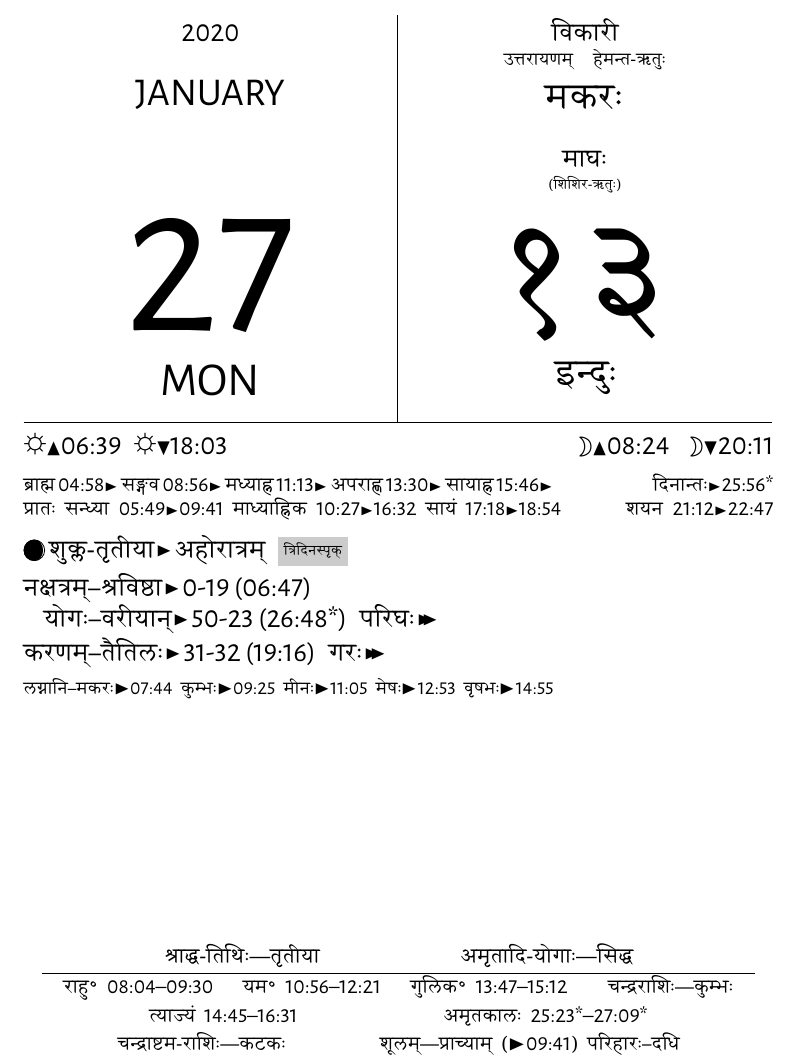 2020
JANUARY
27
MON
विकारी
उत्तरायणम् हेमन्त-ऋतुः
मकरः
माघः
(शिशिर-ऋतुः)
१३
इन्दुः
☼▲06:39 ☼▼18:03 ☽▲08:24 ☽▼20:11
ब्राह्म 04:58► सङ्गव 08:56► मध्याह्न 11:13► अपराह्ण 13:30► सायाह्न 15:46► दिनान्तः►25:56*
प्रातः सन्ध्या 05:49►09:41 माध्याह्निक 10:27►16:32 सायं 17:18►18:54 शयन 21:12►22:47
शुक्ल-तृतीया►अहोरात्रम् त्रिदिनस्पृक्
नक्षत्रम्–श्रविष्ठा►0-19 (06:47)
योगः–वरीयान्►50-23 (26:48*) परिघः►►
करणम्–तैतिलः►31-32 (19:16) गरः►►
लग्नानि–मकरः►07:44 कुम्भः►09:25 मीनः►11:05 मेषः►12:53 वृषभः►14:55
श्राद्ध-तिथिः—तृतीया अमृतादि-योगाः—सिद्ध
राहु॰ 08:04–09:30 यम॰ 10:56–12:21 गुलिक॰ 13:47–15:12 चन्द्रराशिः—कुम्भः
त्याज्यं 14:45–16:31 अमृतकालः 25:23*–27:09*
चन्द्राष्टम-राशिः—कटकः शूलम्—प्राच्याम् (►09:41) परिहारः–दधि